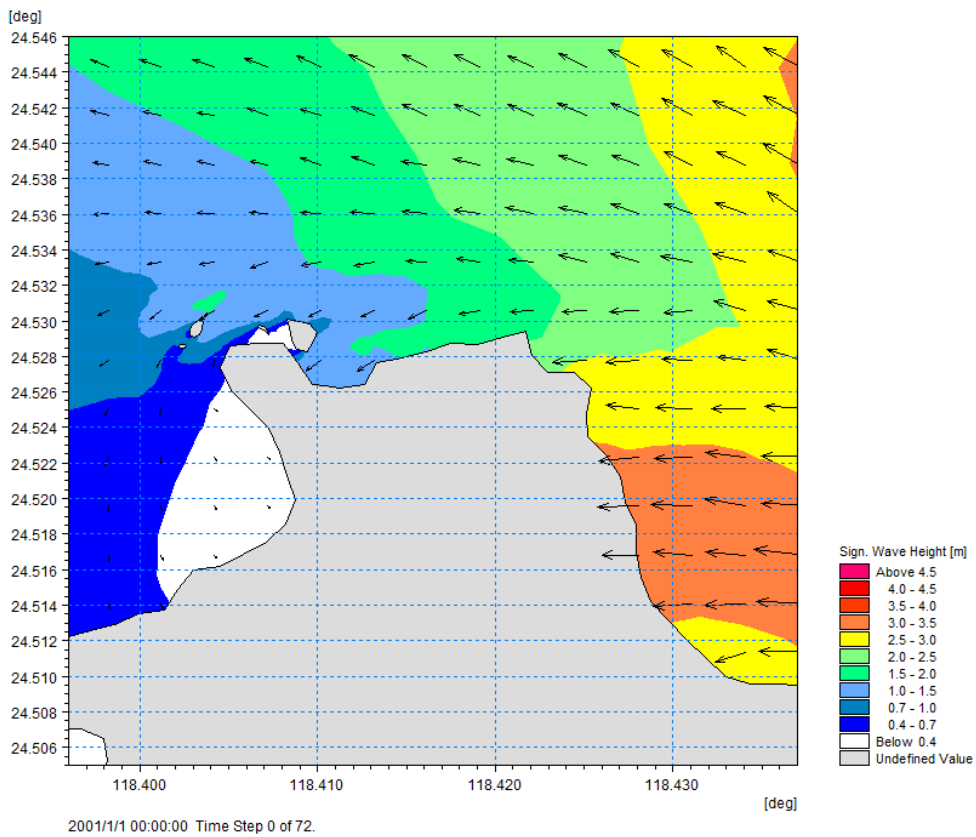 [deg]
24.546
24.544
24.542
24.540
24.538
24.536
24.534
24.532
24.530
24.528
24.526
24.524
24.522
24.520
24.518
24.516
24.514
24.512
24.510
24.508
24.506
118.400 118.410 118.420 118.430
[deg]
2001/1/1 00:00:00 Time Step 0 of 72.
Sign. Wave Height [m]
Above 4.5
4.0 - 4.5
3.5 - 4.0
3.0 - 3.5
2.5 - 3.0
2.0 - 2.5
1.5 - 2.0
1.0 - 1.5
0.7 - 1.0
0.4 - 0.7
Below 0.4
Undefined Value